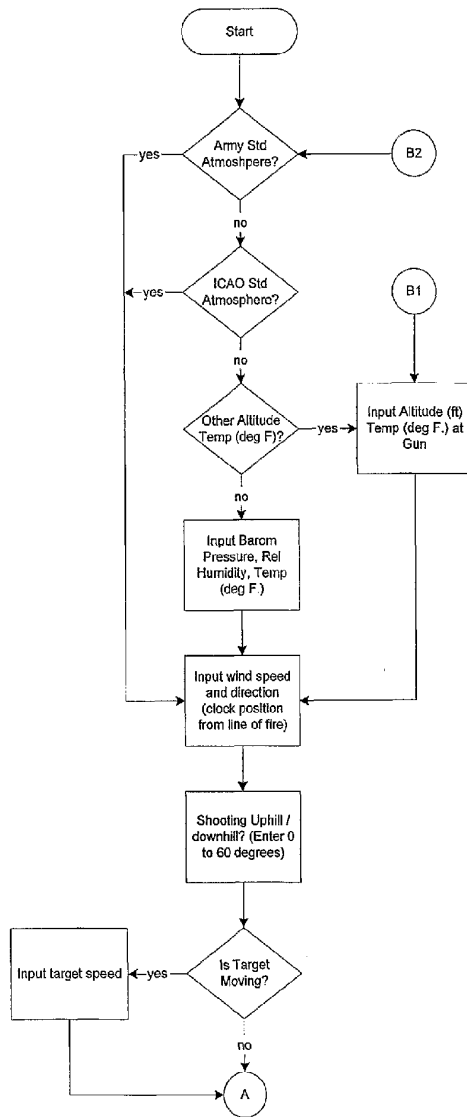 Start
Army Std
Atmoshpere?
yes
B2
no
ICAO Std
Atmosphere?
yes
B1
no
Other Altitude
Temp (deg F)?
yes
Input Altitude (ft)
Temp (deg F.) at
Gun
no
Input Barom
Pressure, Rel
Humidity, Temp
(deg F.)
Input wind speed
and direction
(clock position
from line of fire)
Shooting Uphill /
downhill? (Enter 0
to 60 degrees)
Is Target
Moving?
yes
Input target speed
no
A